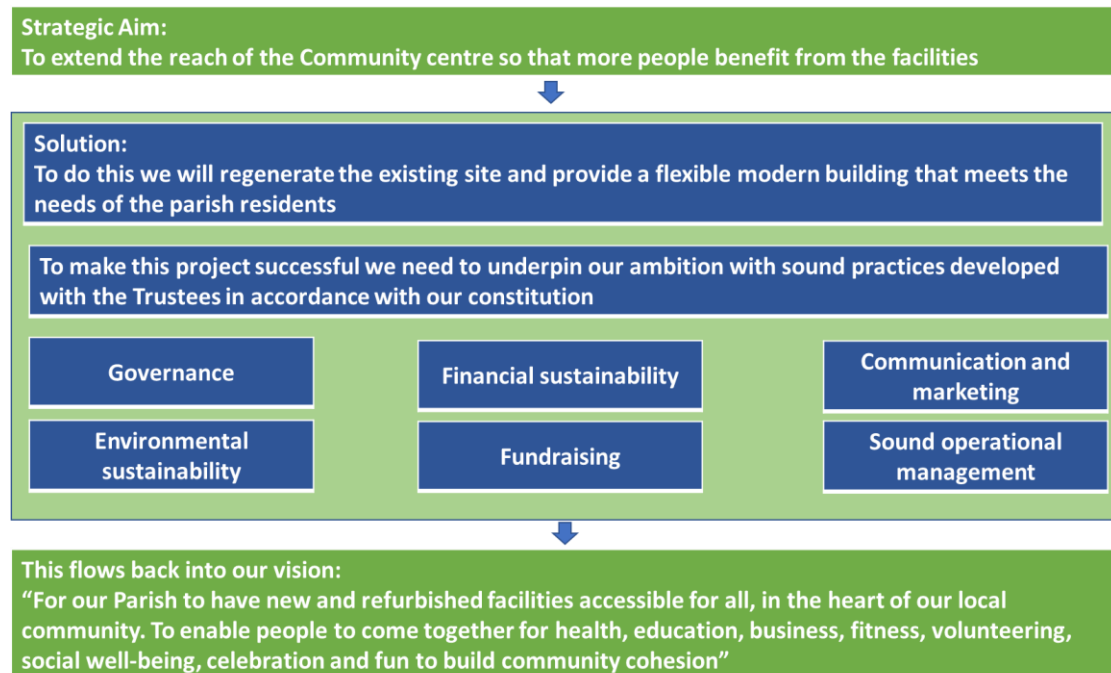 Strategic Aim:
To extend the reach of the Community centre so that more people benefit from the facilities
Solution:
To do this we will regenerate the existing site and provide a flexible modern building that meets the
needs of the parish residents
To make this project successful we need to underpin our ambition with sound practices developed
with the Trustees in accordance with our constitution
Governance
Financial sustainability
Communication and
marketing
Environmental
sustainability
Fundraising
Sound operational
management
This flows back into our vision:
“For our Parish to have new and refurbished facilities accessible for all, in the heart of our local
community. To enable people to come together for health, education, business, fitness, volunteering,
social well-being, celebration and fun to build community cohesion”